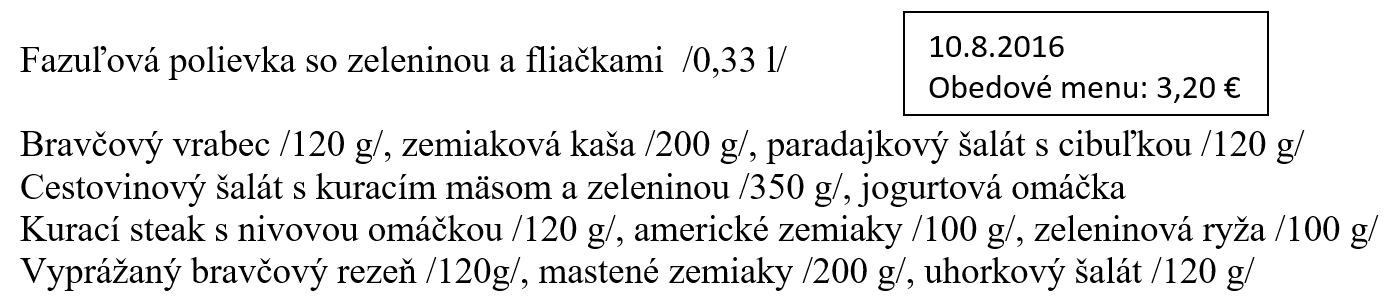 Fazuľová polievka so zeleninou a fliačkami /0,33 l/
10.8.2016
Obedové menu: 3,20 €
Bravčový vrabec /120 g/, zemiaková kaša /200 g/, paradajkový šalát s cibuľkou /120 g/
Cestovinový šalát s kuracím mäsom a zeleninou /350 g/, jogurtová omáčka
Kurací steak s nivovou omáčkou /120 g/, americké zemiaky /100 g/, zeleninová ryža /100 g/
Vyprážaný bravčový rezeň /120g/, mastené zemiaky /200 g/, uhorkový šalát /120 g/